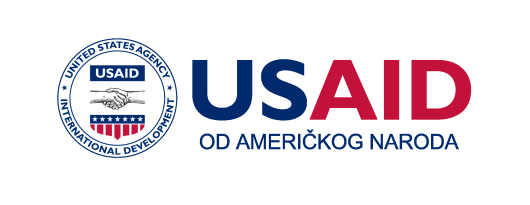 UNITED STATES AGENCY
USAID
INTERNATIONAL DEVELOPMENT
USAID
OD AMERIČKOG NARODA